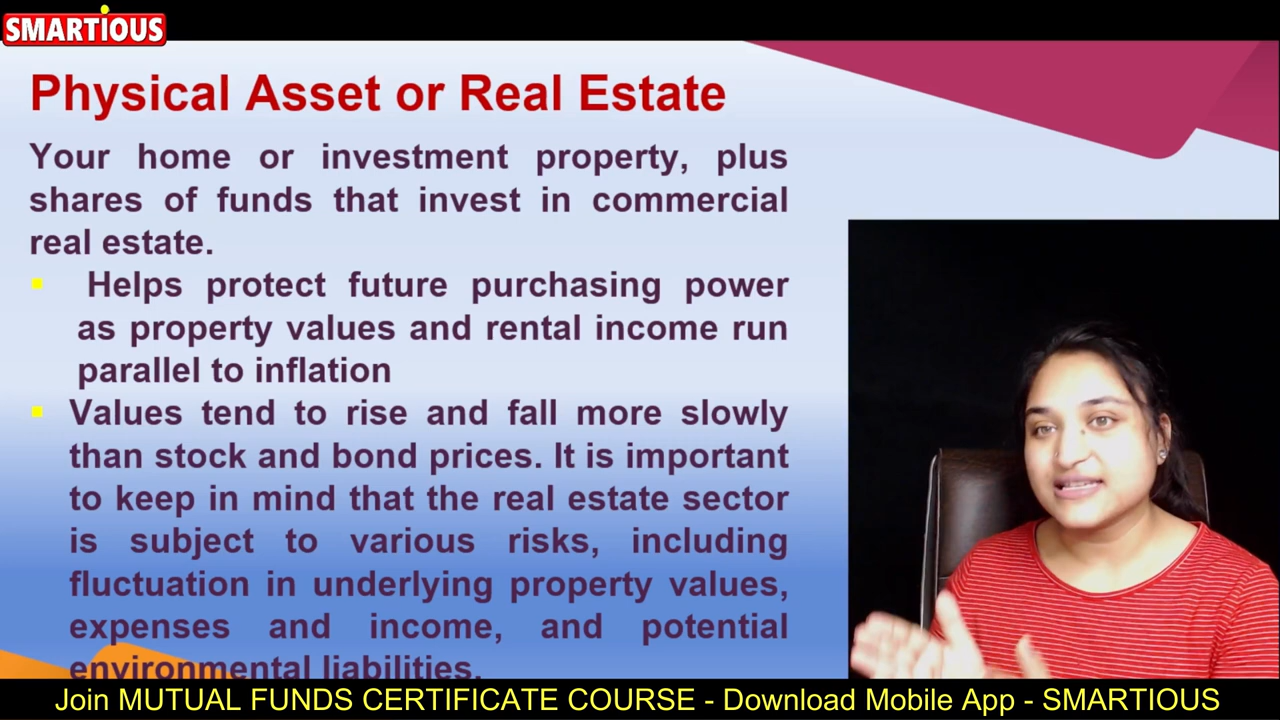 SMARTIOUS
Physical Asset or Real Estate
Your home or investment property, plus
shares of funds that invest in commercial
real estate.
Helps protect future purchasing power
as property values and rental income run
parallel to inflation
Values tend to rise and fall more slowly
than stock and bond prices. It is important
to keep in mind that the real estate sector
is subject to various risks, including
fluctuation in underlying property values,
expenses and income, and potential
environmental liabilities.
Join MUTUAL FUNDS CERTIFICATE COURSE - Download Mobile App - SMARTIOUS